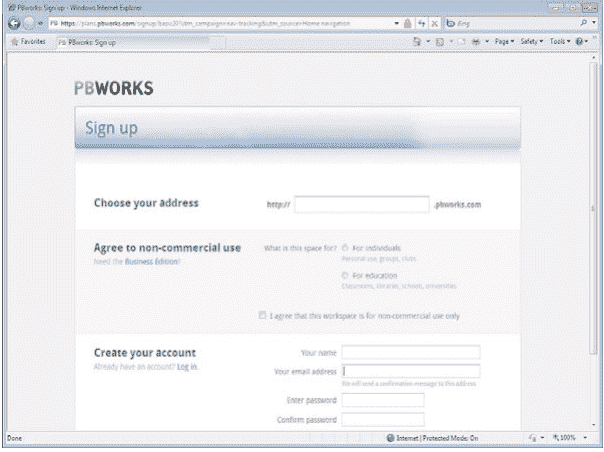 PBworks: Sign up - Windows Internet Explorer
Bing
Favorites PBworks: Sign up Page Safety Tools
PBWORKS
Sign up
Choose your address http:// .pbworks.com
Agree to non-commercial use What is this space for? For individuals
Need the Business Edition? Personal use, groups, clubs
For education
Classrooms, libraries, schools, universities
I agree that this workspace is for non-commercial use only
Create your account Your name
Already have an account? Log in. Your email address
We will send a confirmation message to this address
Enter password
Confirm password
Done Internet | Protected Mode: On 100%